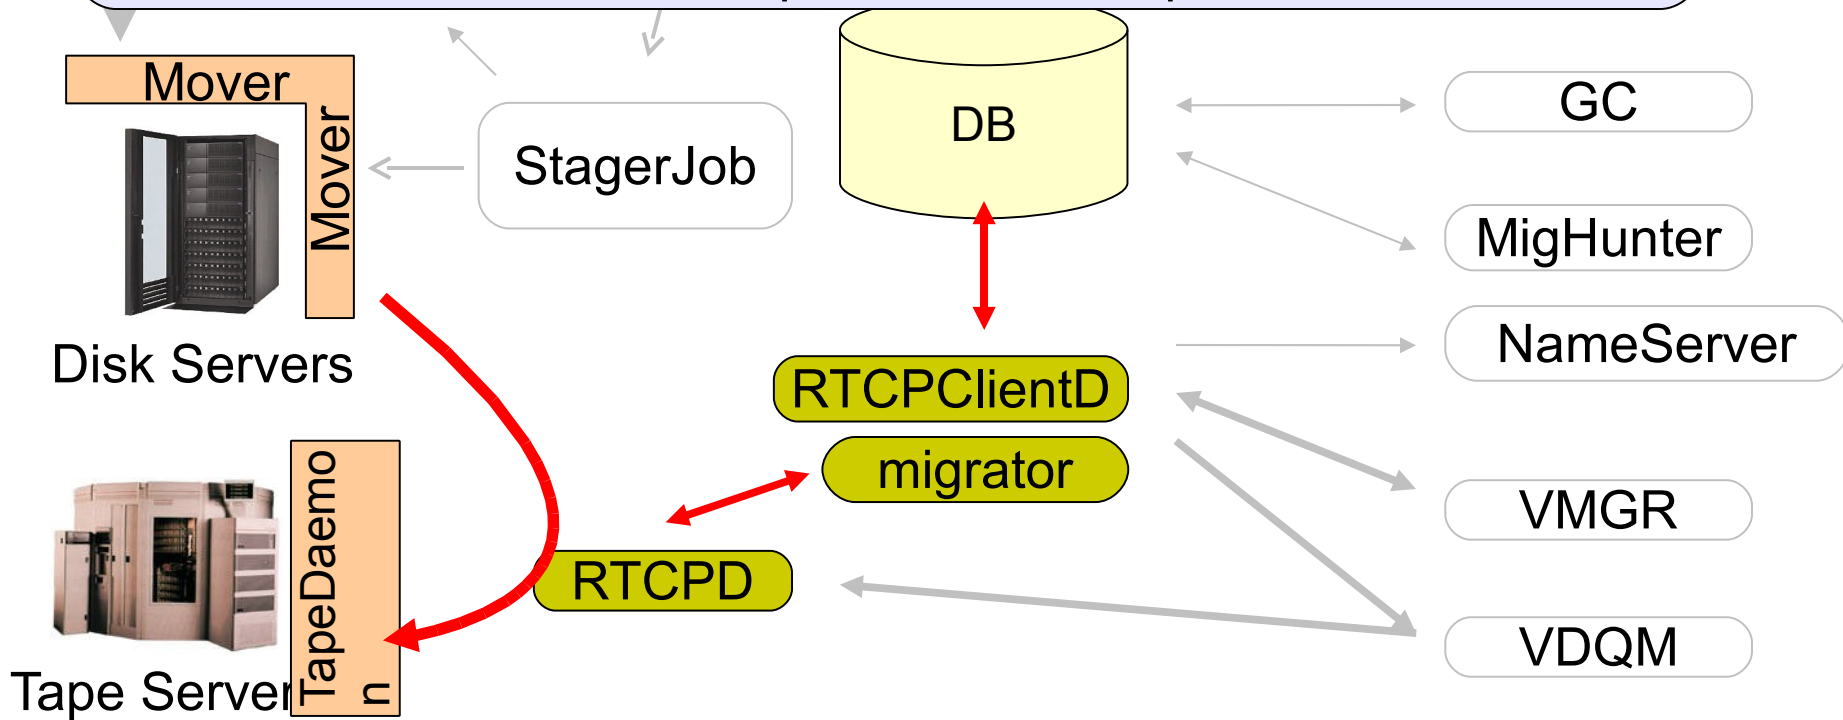 Mover
Mover
DB
GC
StagerJob
MigHunter
NameServer
Disk Servers
RTCPClientD
migrator
TapeDaemo
n
VMGR
RTCPD
VDQM
Tape Server